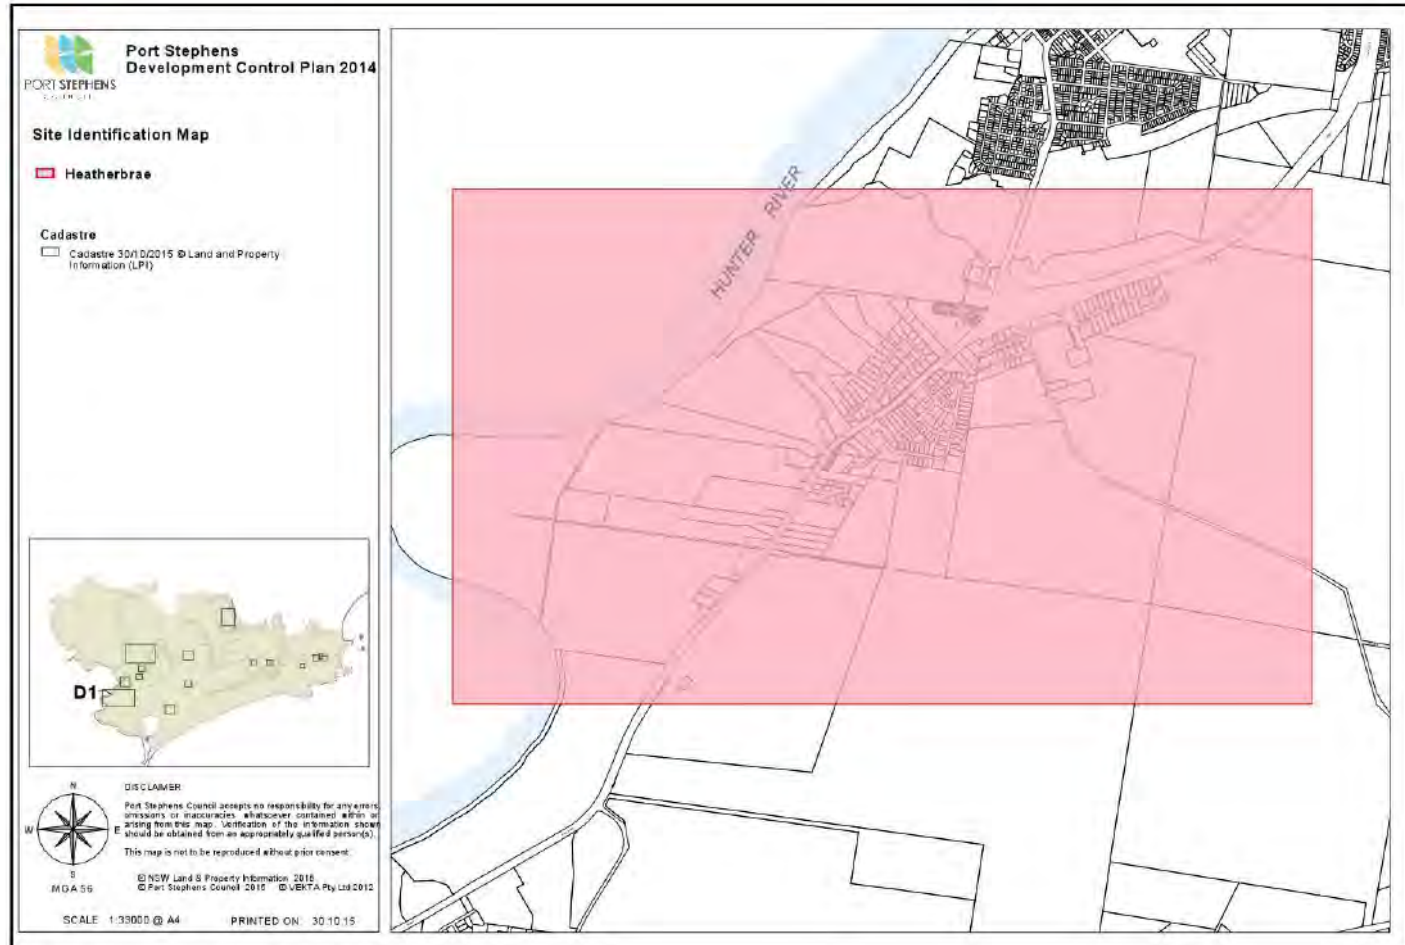 PORT STEPHENS
COUNCIL
Port Stephens
Development Control Plan 2014
Site Identification Map
Heatherbrae
Cadastre
Cadastre 30/10/2015 © Land and Property
Information (LPI)
HUNTER RIVER
D1
N
W
E
S
MGA 56
DISCLAIMER
Port Stephens Council accepts no responsibility for any errors,
omissions or inaccuracies whatsoever contained within or
arising from this map. Verification of the information shown
should be obtained from an appropriately qualified person(s).
This map is not to be reproduced without prior consent.
© NSW Land & Property Information 2015
© Port Stephens Council 2015 © VEKTA Pty Ltd 2012
SCALE 1:33000 @ A4
PRINTED ON: 30.10.15